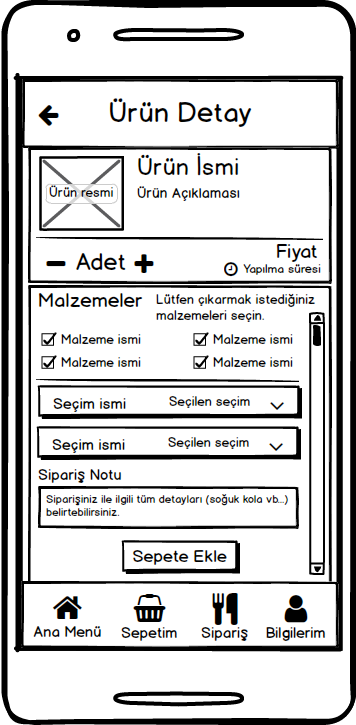 Ürün Detay
Ürün resmi
Ürün İsmi
Ürün Açıklaması
Adet
Fiyat
Yapılma süresi
Malzemeler
Lütfen çıkarmak istediğiniz
malzemeleri seçin.
Malzeme ismi
Malzeme ismi
Malzeme ismi
Malzeme ismi
Seçim ismi
Seçilen seçim
Seçim ismi
Seçilen seçim
Sipariş Notu
Siparişiniz ile ilgili tüm detayları (soğuk kola vb...)
belirtebilirsiniz.
Sepete Ekle
Ana Menü
Sepetim
Sipariş
Bilgilerim